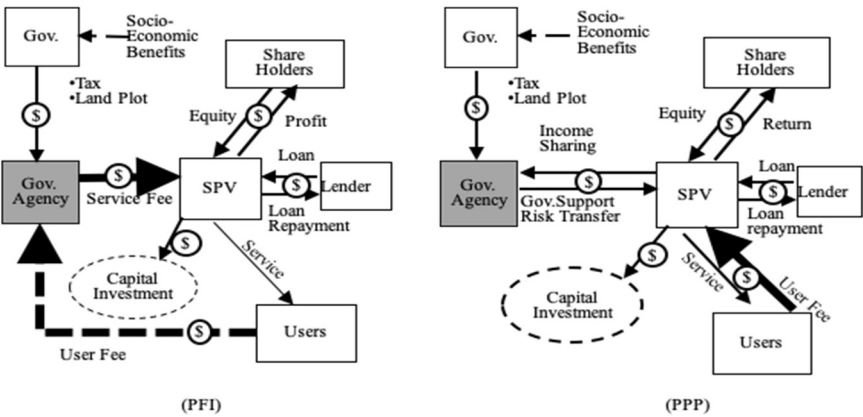 Gov.
Socio-
Economic
Benefits
•Tax
•Land Plot
$
Share
Holders
Equity
$
Profit
Gov.
Agency
$
Service Fee
SPV
Loan
$
Lender
Loan
Repayment
$
Capital
Investment
Service
Users
$
User Fee
(PFI)
Gov.
Socio-
Economic
Benefits
•Tax
•Land Plot
$
Share
Holders
Equity
$
Return
Income
Sharing
Gov.
Agency
$
Gov.Support
Risk Transfer
SPV
Loan
$
Lender
Loan
repayment
$
Capital
Investment
Service
$
User Fee
Users
(PPP)